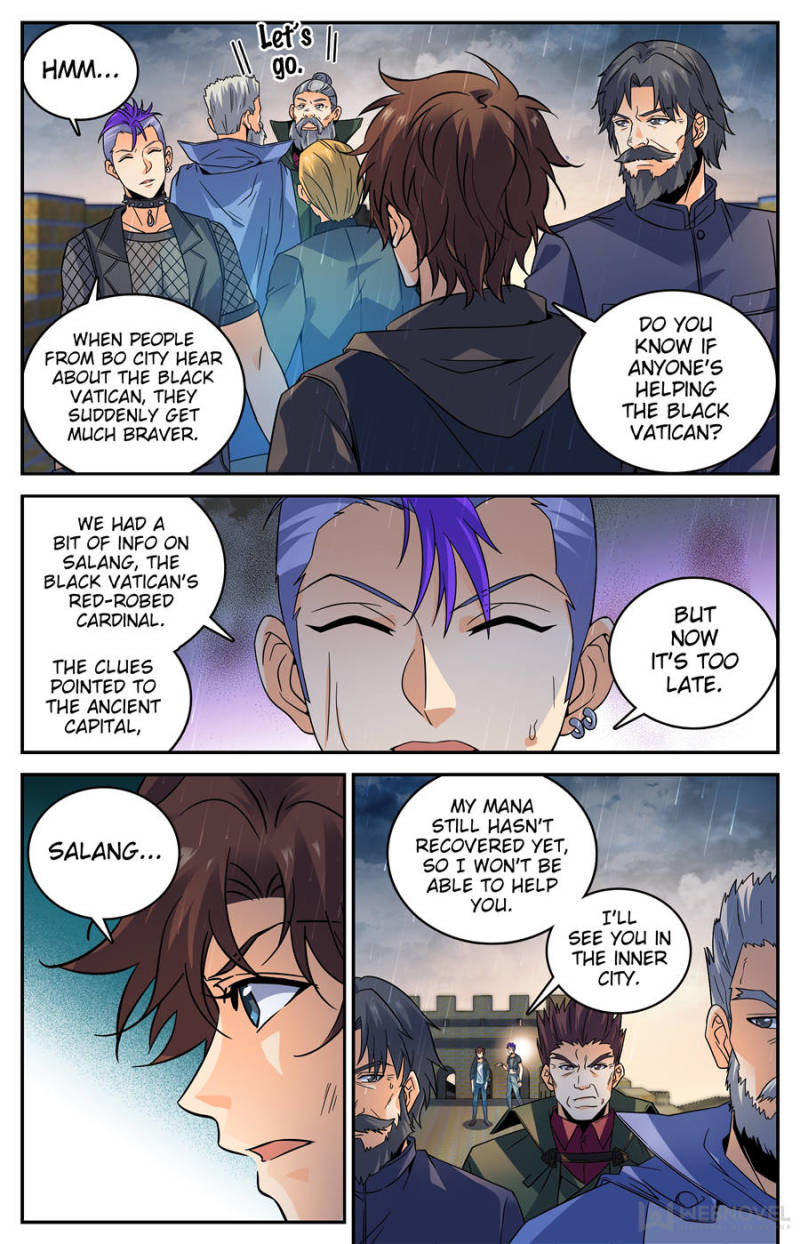 HMM...
Let's
go.
WHEN PEOPLE
FROM BO CITY HEAR
ABOUT THE BLACK
VATICAN, THEY
SUDDENLY GET
MUCH BRAVER.
DO YOU
KNOW IF
ANYONE'S
HELPING
THE BLACK
VATICAN?
WE HAD A
BIT OF INFO ON
SALANG, THE
BLACK VATICAN'S
RED-ROBED
CARDINAL.
THE CLUES
POINTED TO
THE ANCIENT
CAPITAL,
BUT
NOW
IT'S TOO
LATE.
SALANG...
MY MANA
STILL HASN'T
RECOVERED YET,
SO I WON'T BE
ABLE TO HELP
YOU.
I'LL
SEE YOU IN
THE INNER
CITY.
WEBNOVEL